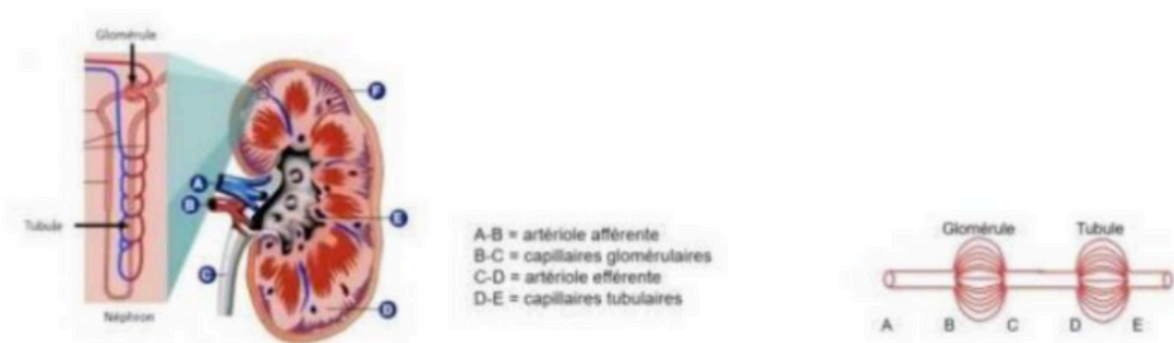 Glomérule
F
A
B
E
Tubule
C
D
Néphron
A-B = artériole afférente
B-C = capillaires glomérulaires
C-D = artériole efférente
D-E = capillaires tubulaires
Glomérule Tubule
A B C D E